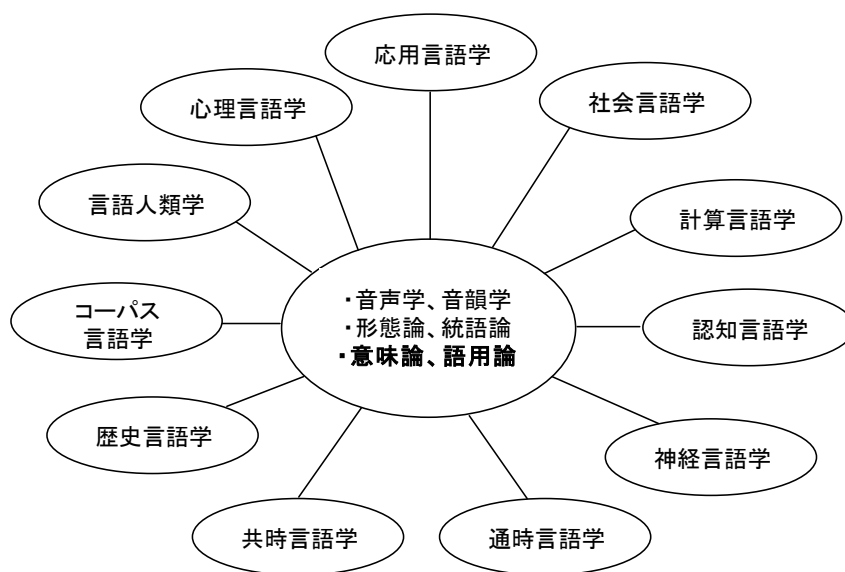 応用言語学
心理言語学
社会言語学
言語人類学
計算言語学
・音声学、音韻学
・形態論、統語論
・意味論、語用論
コーパス
言語学
認知言語学
歴史言語学
神経言語学
共時言語学
通時言語学